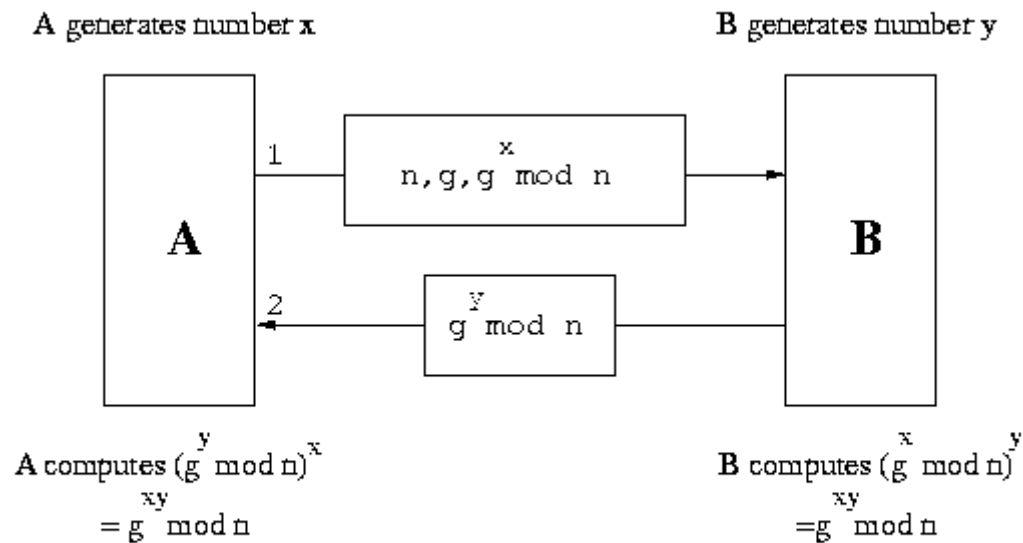 A generates number x
B generates number y
1
x
n,g,g mod n
A
B
2
y
g mod n
y
A computes (g mod n)x
xy
= g mod n
x
B computes (g mod n)y
xy
=g mod n